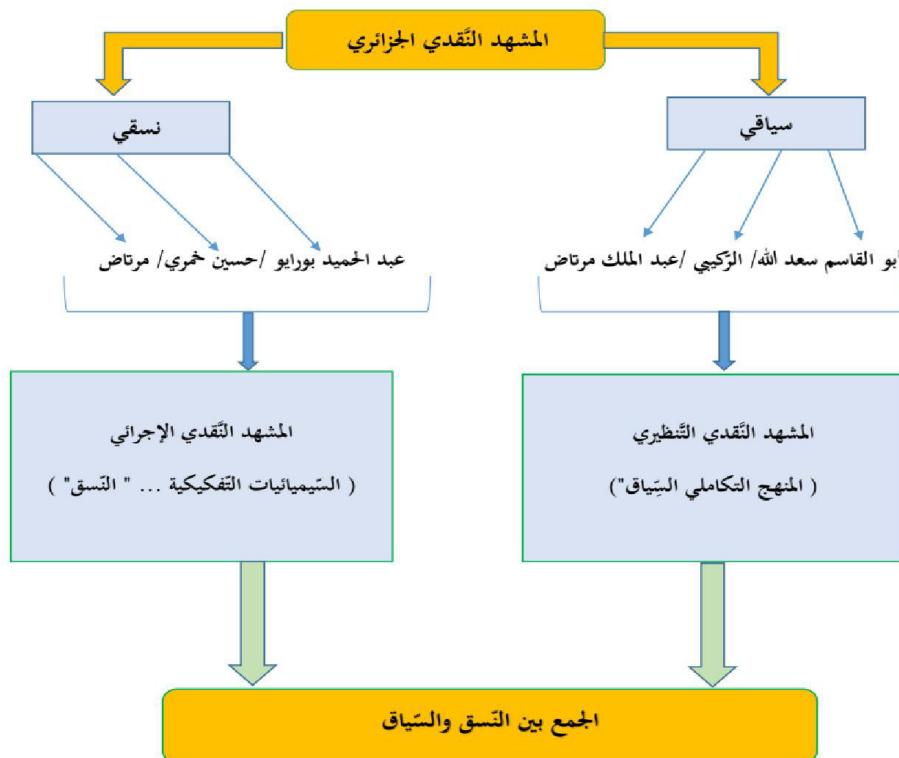 المشهد النَّقدي الجزائري
سياقي
نسقي
بو القاسم سعد الله/ الرّكيبي /عبد الملك مرتاض
عبد الحميد بورايو /حسين خمري/ مرتاض
المشهد النَّقدي التَّنظيري
( المنهج التكاملي السِّياق")
المشهد النَّقدي الإجرائي
( السّيميائيات التّفكيكية ... " النّسق" )
الجمع بين النّسق والسّياق